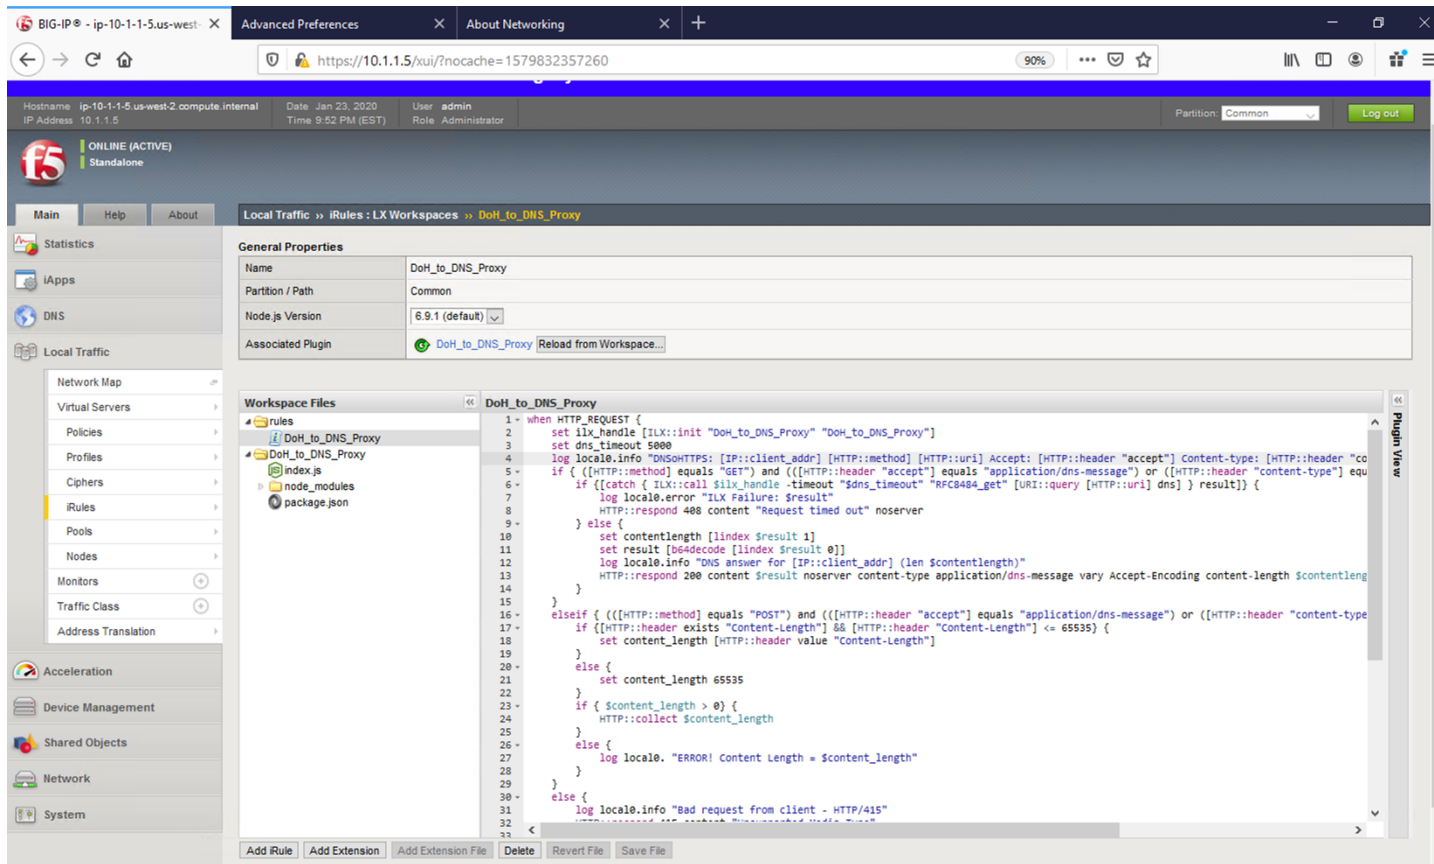 BIG-IP® - ip-10-1-1-5.us-west-
Advanced Preferences
About Networking
https://10.1.1.5/xui/?nocache=1579832357260
90%
Hostname ip-10-1-1-5.us-west-2.compute.internal
IP Address 10.1.1.5
Date Jan 23, 2020
Time 9:52 PM (EST)
User admin
Role Administrator
Partition: Common
Log out
f5
ONLINE (ACTIVE)
Standalone
Main
Help
About
Local Traffic ›› iRules : LX Workspaces ›› DoH_to_DNS_Proxy
Statistics
iApps
DNS
Local Traffic
Network Map
Virtual Servers
Policies
Profiles
Ciphers
iRules
Pools
Nodes
Monitors
Traffic Class
Address Translation
Acceleration
Device Management
Shared Objects
Network
System
General Properties
Name DoH_to_DNS_Proxy
Partition / Path Common
Node.js Version 6.9.1 (default)
Associated Plugin DoH_to_DNS_Proxy Reload from Workspace...
Workspace Files
rules
DoH_to_DNS_Proxy
DoH_to_DNS_Proxy
index.js
node_modules
package.json
DoH_to_DNS_Proxy
1 when HTTP_REQUEST {
2 set ilx_handle [ILX::init "DoH_to_DNS_Proxy" "DoH_to_DNS_Proxy"]
3 set dns_timeout 5000
4 log local0.info "DNSoHTTPS: [IP::client_addr] [HTTP::method] [HTTP::uri] Accept: [HTTP::header "accept"] Content-type: [HTTP::header "co
5 if { ([HTTP::method] equals "GET") and (([HTTP::header "accept"] equals "application/dns-message") or ([HTTP::header "content-type"] equ
6 if {[catch { ILX::call $ilx_handle -timeout "$dns_timeout" "RFC8484_get" [URI::query [HTTP::uri] dns] } result]} {
7 log local0.error "ILX Failure: $result"
8 HTTP::respond 408 content "Request timed out" noserver
9 } else {
10 set contentlength [lindex $result 1]
11 set result [b64decode [lindex $result 0]]
12 log local0.info "DNS answer for [IP::client_addr] (len $contentlength)"
13 HTTP::respond 200 content $result noserver content-type application/dns-message vary Accept-Encoding content-length $contentleng
14 }
15 }
16 elseif { (([HTTP::method] equals "POST") and (([HTTP::header "accept"] equals "application/dns-message") or ([HTTP::header "content-type
17 if {[HTTP::header exists "Content-Length"] && [HTTP::header "Content-Length"] <= 65535} {
18 set content_length [HTTP::header value "Content-Length"]
19 }
20 else {
21 set content_length 65535
22 }
23 if { $content_length > 0} {
24 HTTP::collect $content_length
25 }
26 else {
27 log local0. "ERROR! Content Length = $content_length"
28 }
29 }
30 else {
31 log local0.info "Bad request from client - HTTP/415"
32 HTTP::respond 415 content "Unsupported Media Type"
33
Plugin View
Add iRule
Add Extension
Add Extension File
Delete
Revert File
Save File